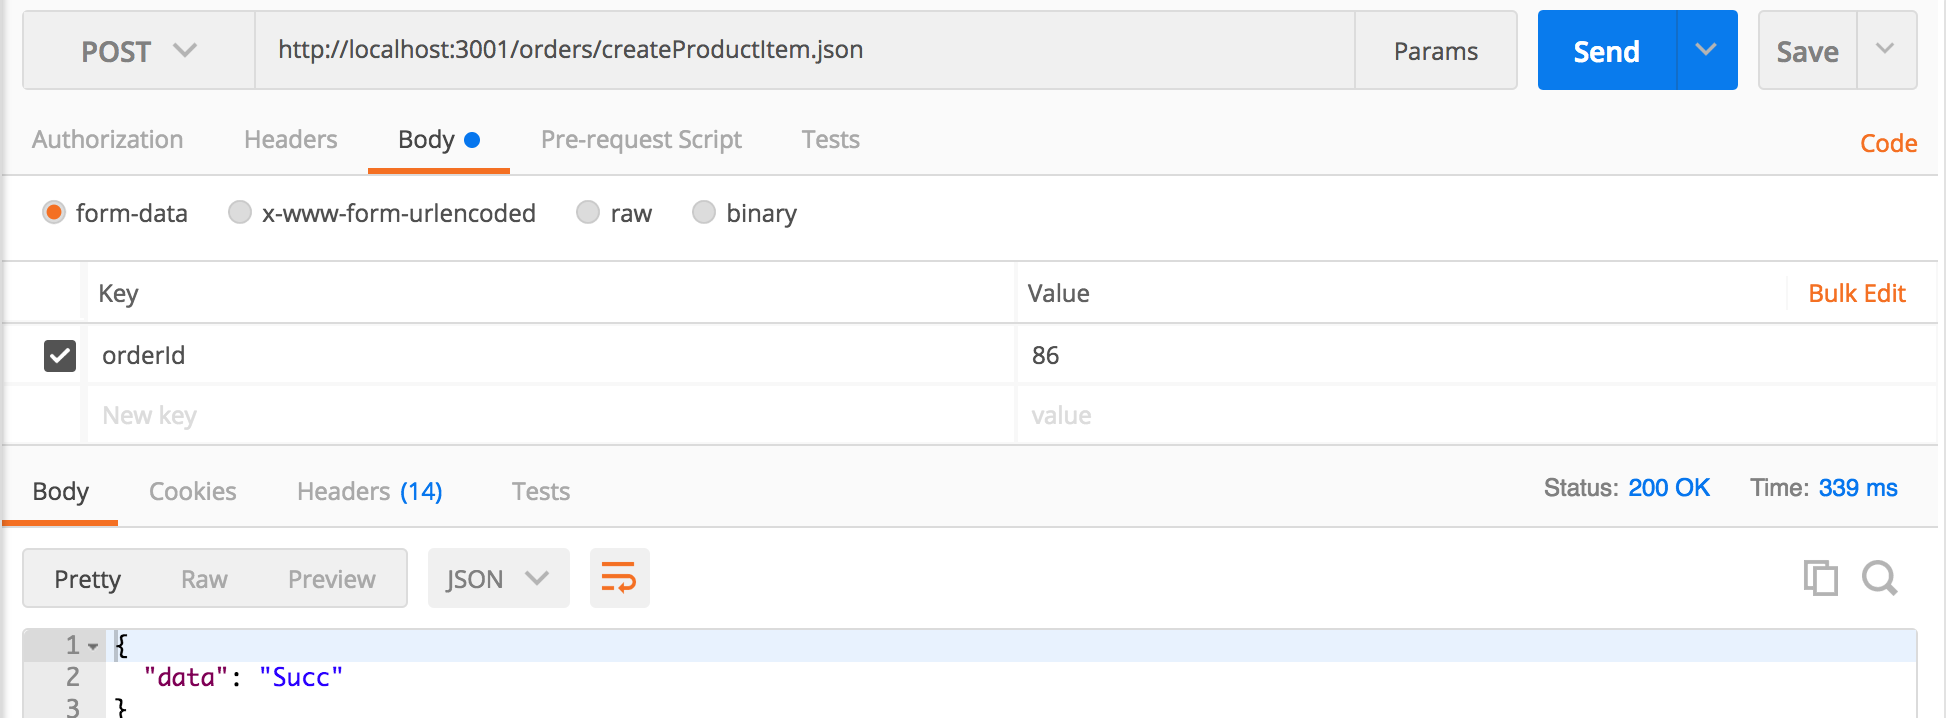 POST http://localhost:3001/orders/createProductItem.json Params Send Save
Authorization Headers Body Pre-request Script Tests Code
form-data x-www-form-urlencoded raw binary
Key Value Bulk Edit
orderId 86
New key value
Body Cookies Headers (14) Tests Status: 200 OK Time: 339 ms
Pretty Raw Preview JSON
1 {
2 "data": "Succ"
3 }